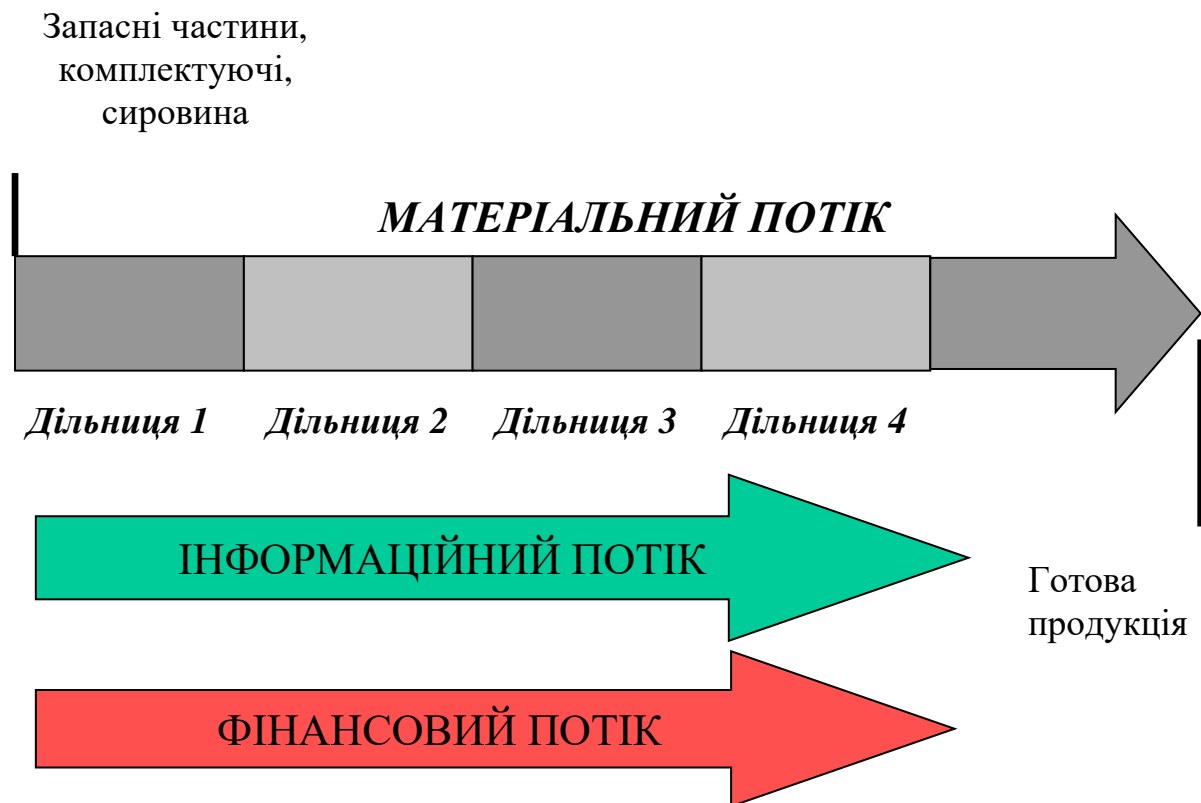 Запасні частини,
комплектуючі,
сировина
МАТЕРІАЛЬНИЙ ПОТІК
Дільниця 1 Дільниця 2 Дільниця 3 Дільниця 4
ІНФОРМАЦІЙНИЙ ПОТІК
Готова
продукція
ФІНАНСОВИЙ ПОТІК